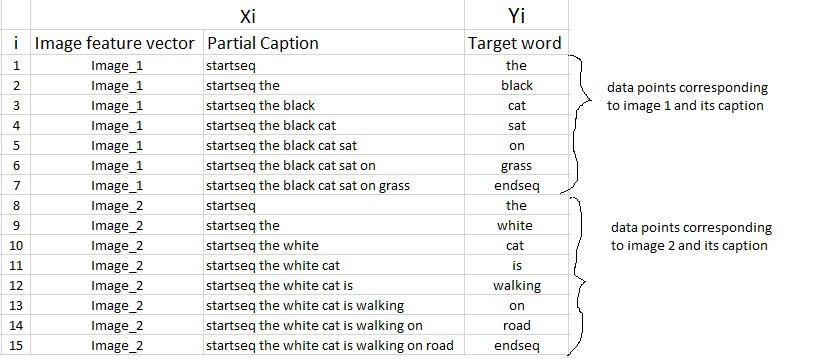 Xi Yi
i Image feature vector Partial Caption Target word
1 Image_1 startseq the
2 Image_1 startseq the black
3 Image_1 startseq the black cat
4 Image_1 startseq the black cat sat
5 Image_1 startseq the black cat sat on
6 Image_1 startseq the black cat sat on grass
7 Image_1 startseq the black cat sat on grass endseq
8 Image_2 startseq the
9 Image_2 startseq the white
10 Image_2 startseq the white cat
11 Image_2 startseq the white cat is
12 Image_2 startseq the white cat is walking
13 Image_2 startseq the white cat is walking on
14 Image_2 startseq the white cat is walking on road
15 Image_2 startseq the white cat is walking on road endseq
data points corresponding
to image 1 and its caption
data points corresponding
to image 2 and its caption